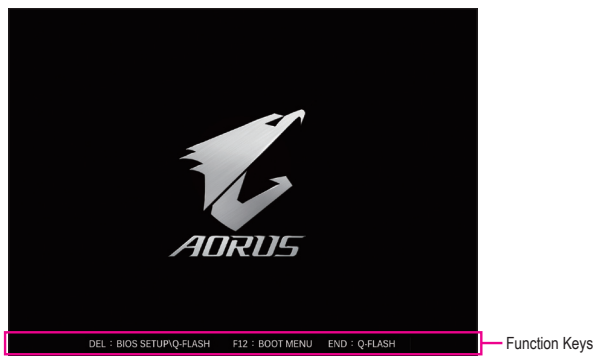 AORUS
DEL : BIOS SETUP\Q-FLASH F12 : BOOT MENU END : Q-FLASH
Function Keys